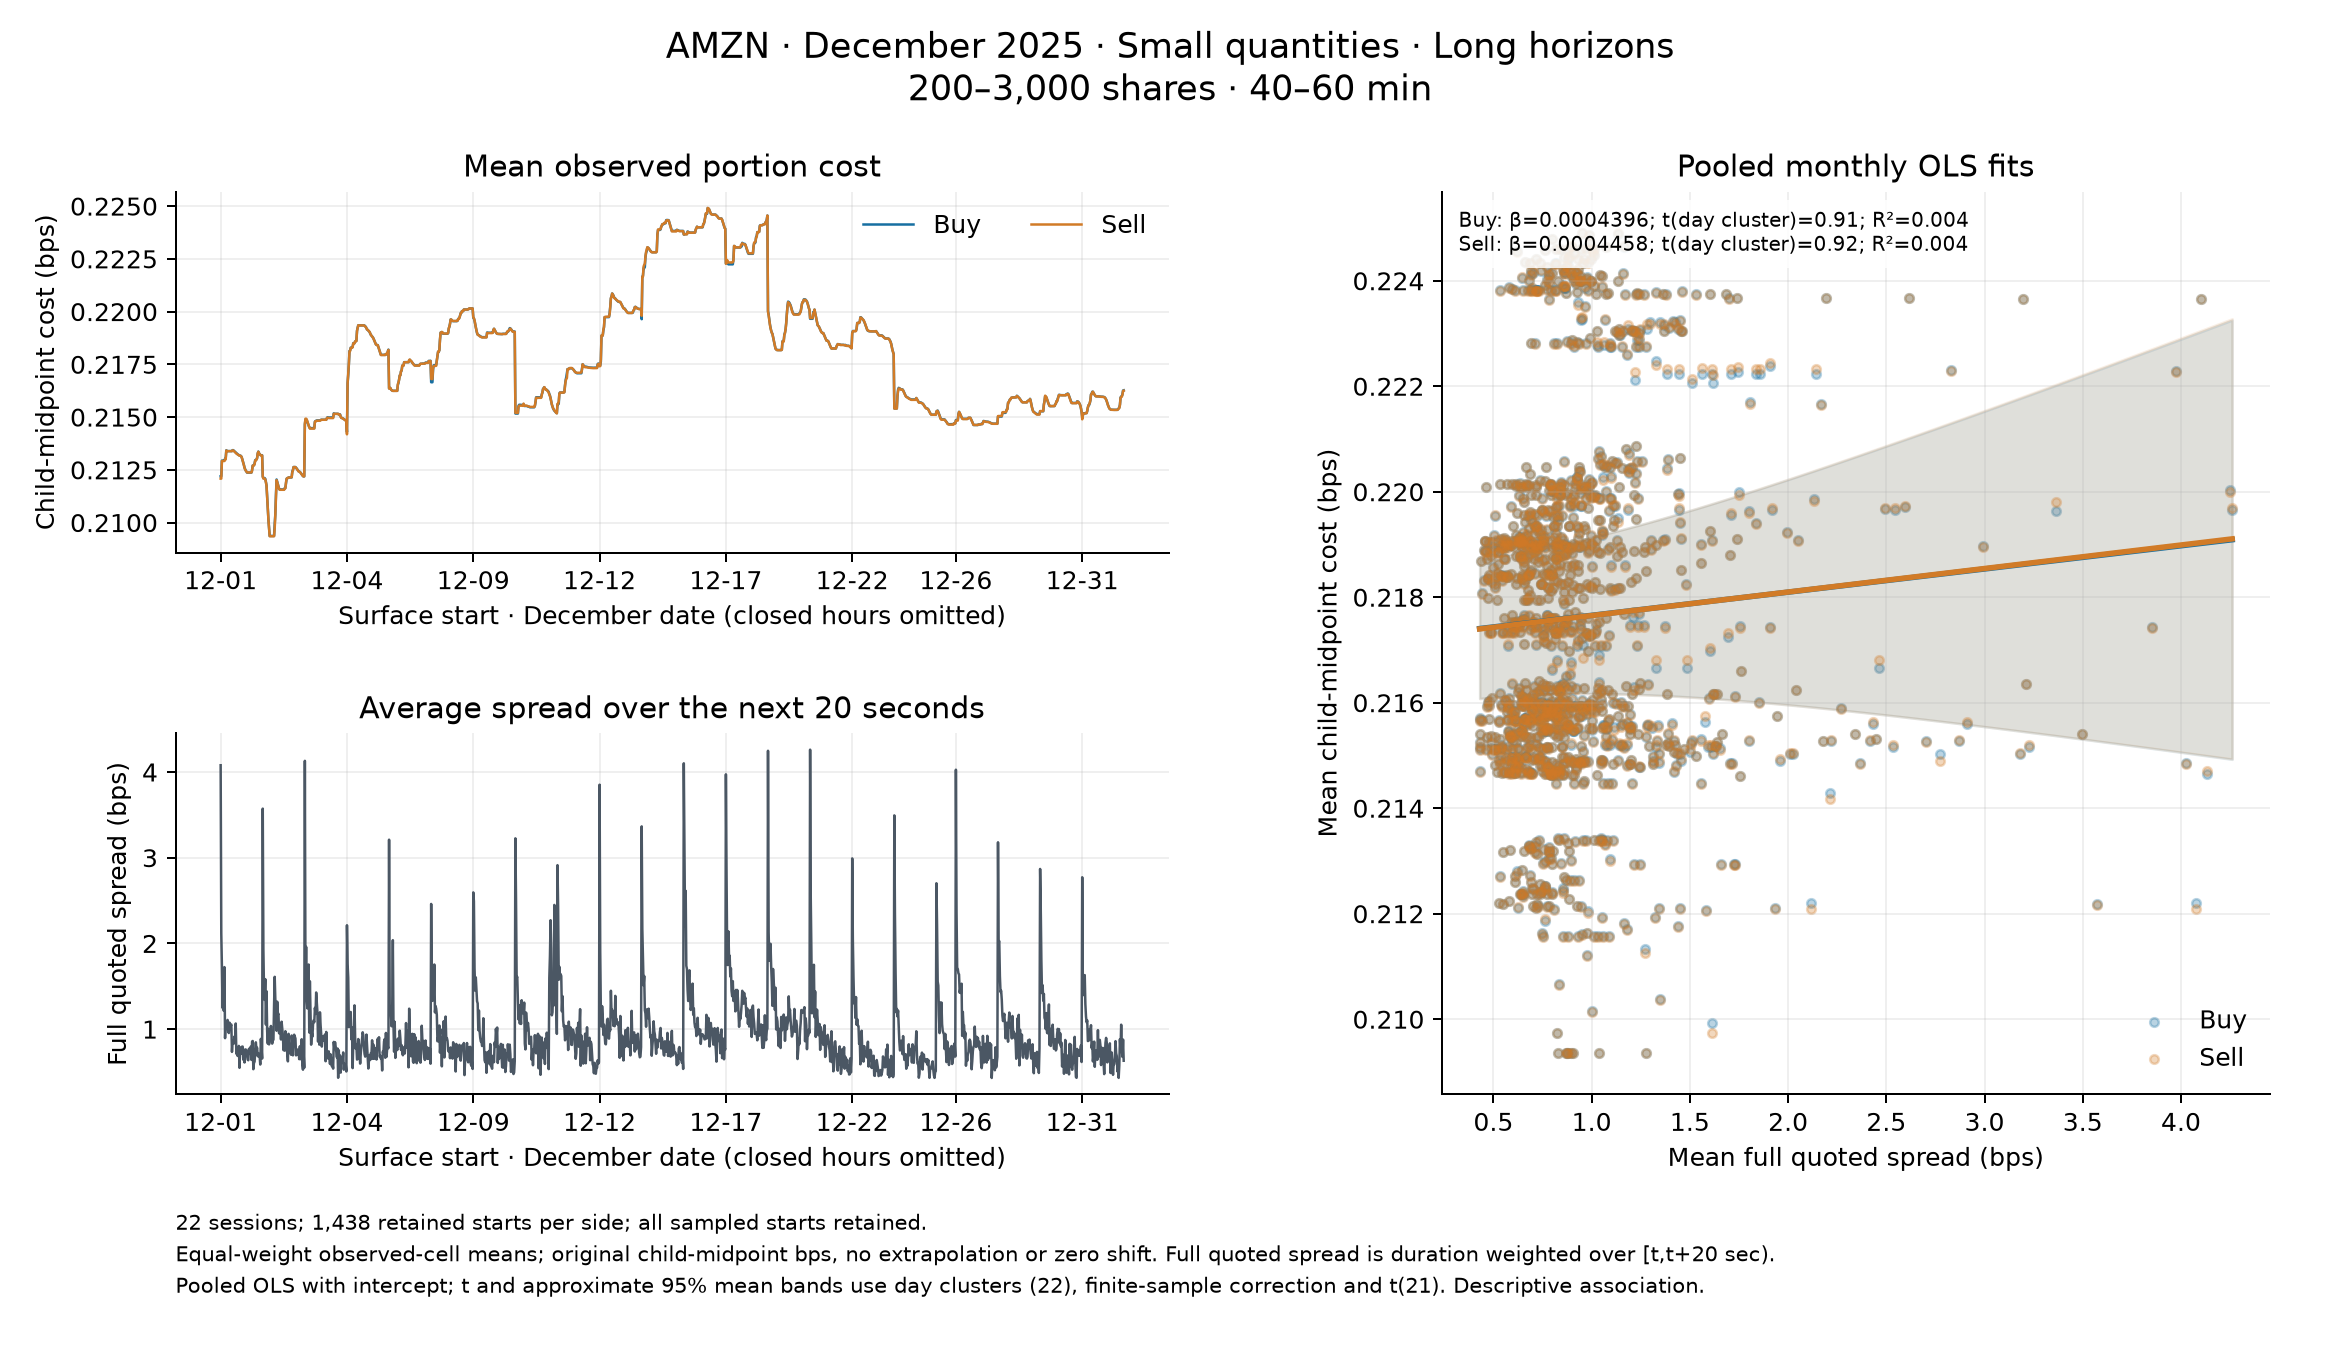 AMZN · December 2025 · Small quantities · Long horizons
200–3,000 shares · 40–60 min
Mean observed portion cost
Child-midpoint cost (bps)
0.2250
0.2225
0.2200
0.2175
0.2150
0.2125
0.2100
Buy
Sell
12-01
12-04
12-09
12-12
12-17
12-22
12-26
12-31
Surface start · December date (closed hours omitted)
Average spread over the next 20 seconds
Full quoted spread (bps)
4
3
2
1
12-01
12-04
12-09
12-12
12-17
12-22
12-26
12-31
Surface start · December date (closed hours omitted)
Pooled monthly OLS fits
Buy: β=0.0004396; t(day cluster)=0.91; R²=0.004
Sell: β=0.0004458; t(day cluster)=0.92; R²=0.004
Mean child-midpoint cost (bps)
0.224
0.222
0.220
0.218
0.216
0.214
0.212
0.210
Buy
Sell
0.5
1.0
1.5
2.0
2.5
3.0
3.5
4.0
Mean full quoted spread (bps)
22 sessions; 1,438 retained starts per side; all sampled starts retained.
Equal-weight observed-cell means; original child-midpoint bps, no extrapolation or zero shift. Full quoted spread is duration weighted over [t,t+20 sec).
Pooled OLS with intercept; t and approximate 95% mean bands use day clusters (22), finite-sample correction and t(21). Descriptive association.